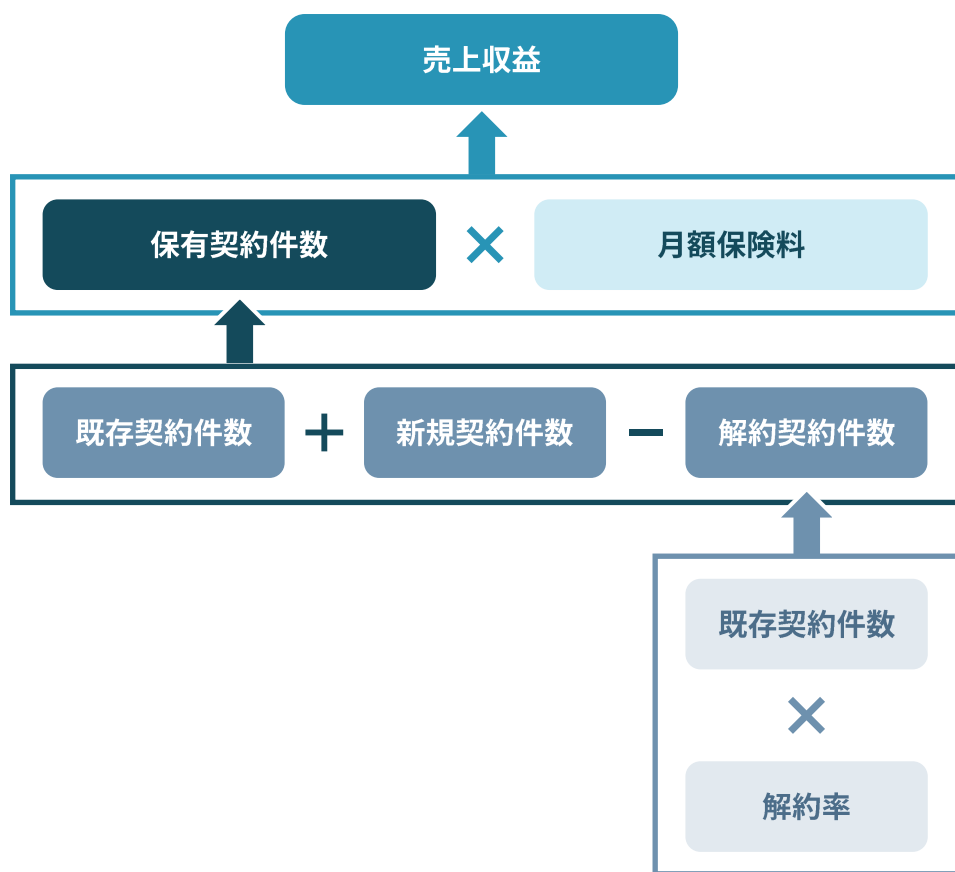 売上収益
保有契約件数 × 月額保険料
既存契約件数 + 新規契約件数 − 解約契約件数
既存契約件数
×
解約率